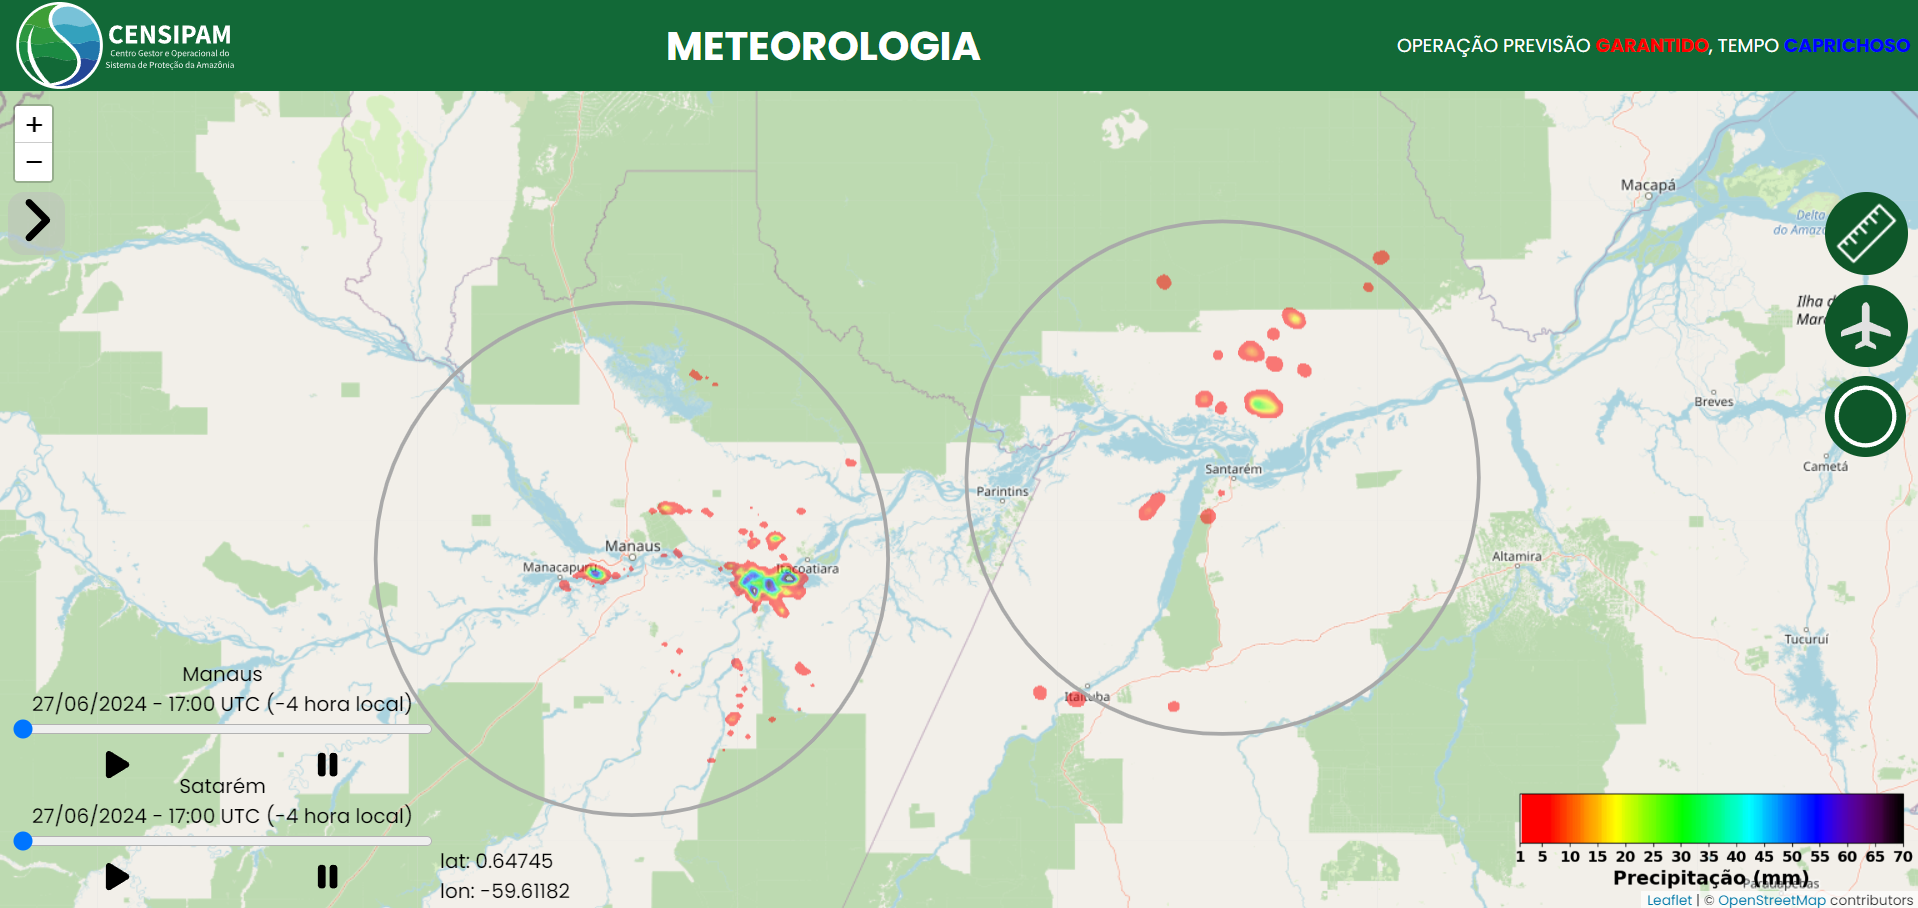 CENSIPAM
Centro Gestor e Operacional do
Sistema de Proteção da Amazônia
METEOROLOGIA
OPERAÇÃO PREVISÃO GARANTIDO, TEMPO CAPRICHOSO
+
−
Macapá
Delta
do Amaz
Ilha d
Mar
Breves
Cametá
Santarém
Parintins
Manaus
Manacapuru
Itacoatiara
Altamira
Tucuruí
Itaituba
Manaus
27/06/2024 - 17:00 UTC (-4 hora local)
Satarém
27/06/2024 - 17:00 UTC (-4 hora local)
lat: 0.64745
lon: -59.61182
1 5 10 15 20 25 30 35 40 45 50 55 60 65 70
Precipitação (mm)
Parauapebas
Leaflet | © OpenStreetMap contributors